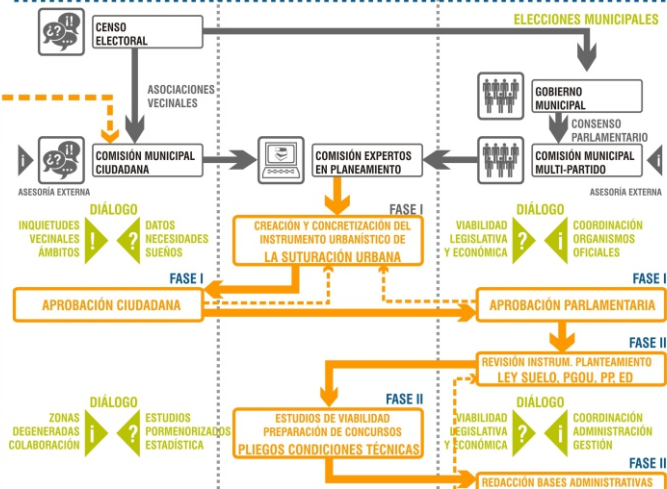 ELECCIONES MUNICIPALES
CENSO
ELECTORAL
ASOCIACIONES
VECINALES
GOBIERNO
MUNICIPAL
CONSENSO
PARLAMENTARIO
COMISIÓN MUNICIPAL
CIUDADANA
COMISIÓN EXPERTOS
EN PLANEAMIENTO
COMISIÓN MUNICIPAL
MULTI-PARTIDO
ASESORÍA EXTERNA
ASESORÍA EXTERNA
DIÁLOGO
INQUIETUDES
VECINALES
ÁMBITOS
! ?
DATOS
NECESIDADES
SUEÑOS
FASE I
CREACIÓN Y CONCRETIZACIÓN DEL
INSTRUMENTO URBANÍSTICO DE
LA SUTURACIÓN URBANA
DIÁLOGO
VIABILIDAD
LEGISLATIVA
Y ECONÓMICA
? i
COORDINACIÓN
ORGANISMOS
OFICIALES
FASE I
APROBACIÓN CIUDADANA
FASE I
APROBACIÓN PARLAMENTARIA
FASE II
REVISIÓN INSTRUM. PLANTEAMIENTO
LEY SUELO, PGOU, PP, ED
DIÁLOGO
ZONAS
DEGENERADAS
COLABORACIÓN
i ?
ESTUDIOS
PORMENORIZADOS
ESTADÍSTICA
FASE II
ESTUDIOS DE VIABILIDAD
PREPARACIÓN DE CONCURSOS
PLIEGOS CONDICIONES TÉCNICAS
DIÁLOGO
VIABILIDAD
LEGISLATIVA
Y ECONÓMICA
? i
COORDINACIÓN
ADMINISTRACIÓN
GESTIÓN
FASE II
REDACCIÓN BASES ADMINISTRATIVAS